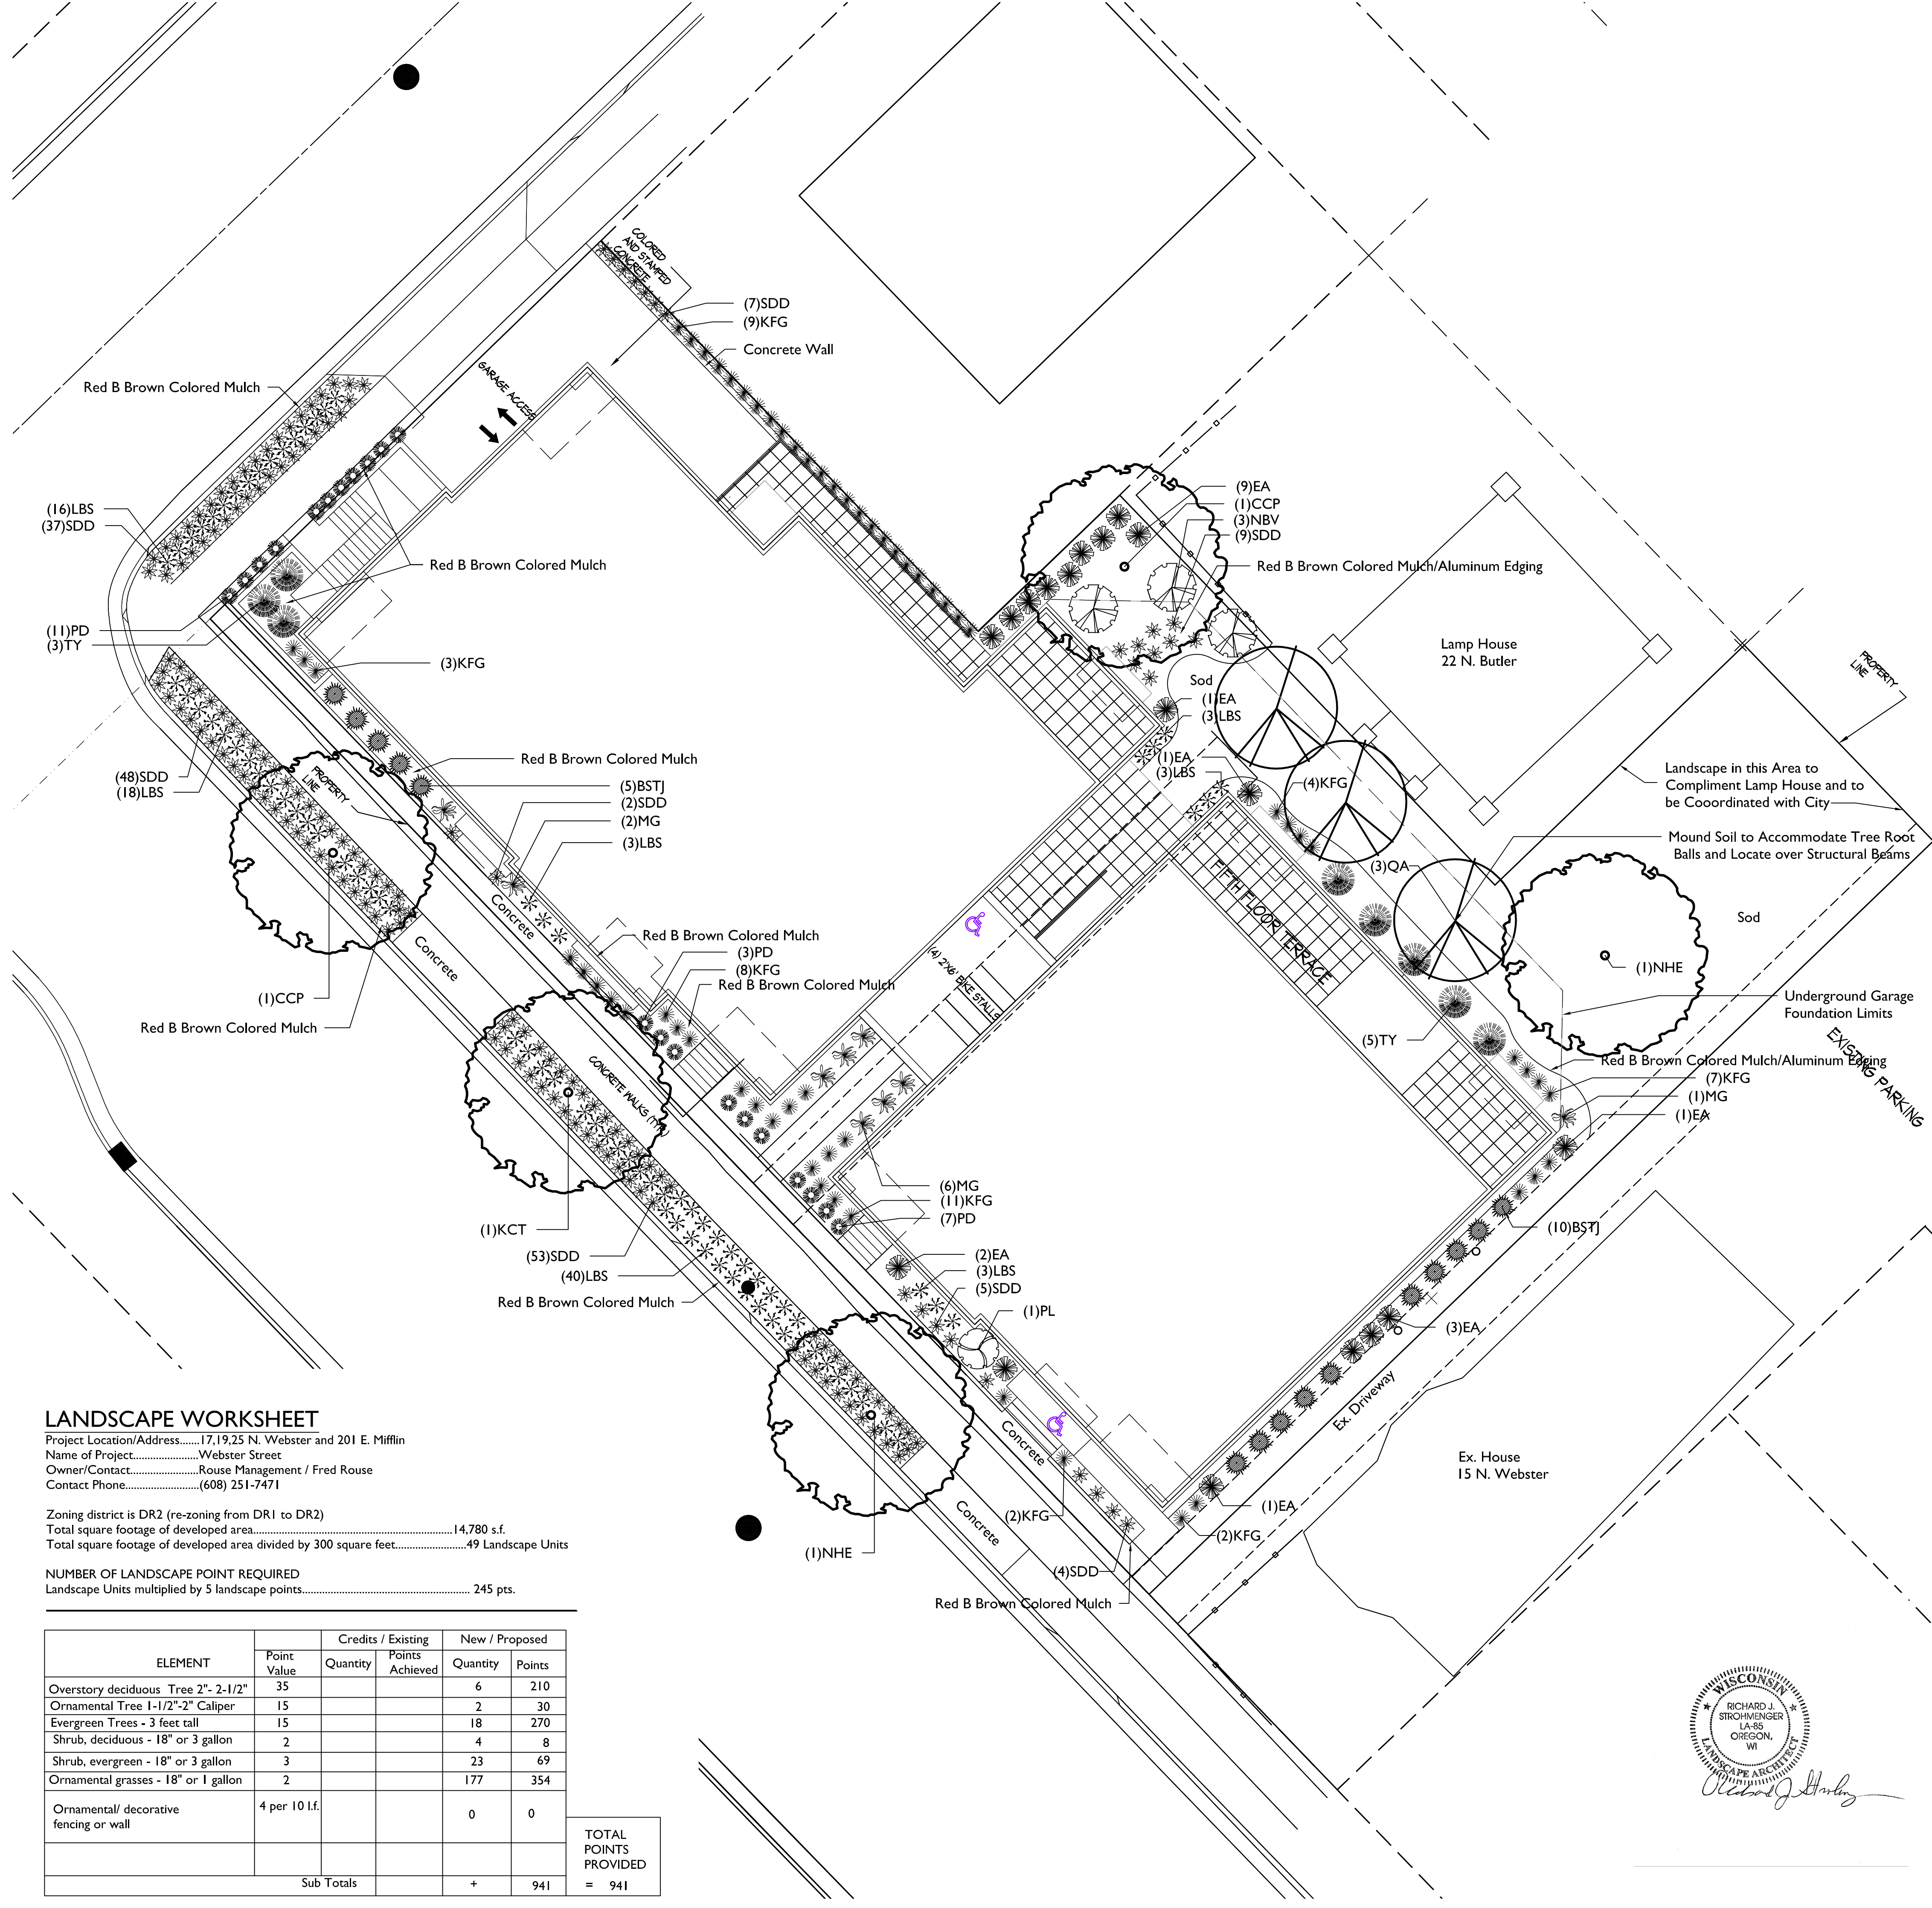 COLORED
AND STAMPED
CONCRETE
(7)SDD
(9)KFG
Concrete Wall
GARAGE ACCESS
Red B Brown Colored Mulch
(16)LBS
(37)SDD
Red B Brown Colored Mulch
(11)PD
(3)TY
(3)KFG
(9)EA
(1)CCP
(3)NBV
(9)SDD
Red B Brown Colored Mulch/Aluminum Edging
Lamp House
22 N. Butler
PROPERTY
LINE
Sod
(1)EA
(3)LBS
(1)EA
(3)LBS
(4)KFG
Landscape in this Area to
Compliment Lamp House and to
be Cooordinated with City
Mound Soil to Accommodate Tree Root
Balls and Locate over Structural Beams
(3)QA
Sod
(1)NHE
Underground Garage
Foundation Limits
EXISTING PARKING
Red B Brown Colored Mulch/Aluminum Edging
(7)KFG
(1)MG
(1)EA
(5)TY
FIFTH FLOOR TERRACE
(48)SDD
(18)LBS
PROPERTY
LINE
Red B Brown Colored Mulch
(5)BSTJ
(2)SDD
(2)MG
(3)LBS
Concrete
Concrete
Red B Brown Colored Mulch
(3)PD
(8)KFG
Red B Brown Colored Mulch
(4) 2'X6' BIKE STALLS
(1)CCP
Red B Brown Colored Mulch
CONCRETE WALKS (TYP.)
(1)KCT
(53)SDD
(40)LBS
Red B Brown Colored Mulch
(6)MG
(11)KFG
(7)PD
(2)EA
(3)LBS
(5)SDD
(1)PL
(10)BSTJ
(3)EA
Ex. Driveway
Ex. House
15 N. Webster
Concrete
(2)KFG
(1)EA
(2)KFG
(4)SDD
Red B Brown Colored Mulch
Concrete
(1)NHE
LANDSCAPE WORKSHEET
Project Location/Address.......17,19,25 N. Webster and 201 E. Mifflin
Name of Project.......................Webster Street
Owner/Contact........................Rouse Management / Fred Rouse
Contact Phone..........................(608) 251-7471
Zoning district is DR2 (re-zoning from DR1 to DR2)
Total square footage of developed area......................................................................14,780 s.f.
Total square footage of developed area divided by 300 square feet.........................49 Landscape Units
NUMBER OF LANDSCAPE POINT REQUIRED
Landscape Units multiplied by 5 landscape points........................................................... 245 pts.
Credits / Existing New / Proposed
ELEMENT Point Value Quantity Points Achieved Quantity Points
Overstory deciduous Tree 2"- 2-1/2" 35 6 210
Ornamental Tree 1-1/2"-2" Caliper 15 2 30
Evergreen Trees - 3 feet tall 15 18 270
Shrub, deciduous - 18" or 3 gallon 2 4 8
Shrub, evergreen - 18" or 3 gallon 3 23 69
Ornamental grasses - 18" or 1 gallon 2 177 354
Ornamental/ decorative fencing or wall 4 per 10 l.f. 0 0
Sub Totals + 941
TOTAL
POINTS
PROVIDED
= 941
WISCONSIN
RICHARD J.
STROHMENGER
LA-85
OREGON,
WI
LANDSCAPE ARCHITECT